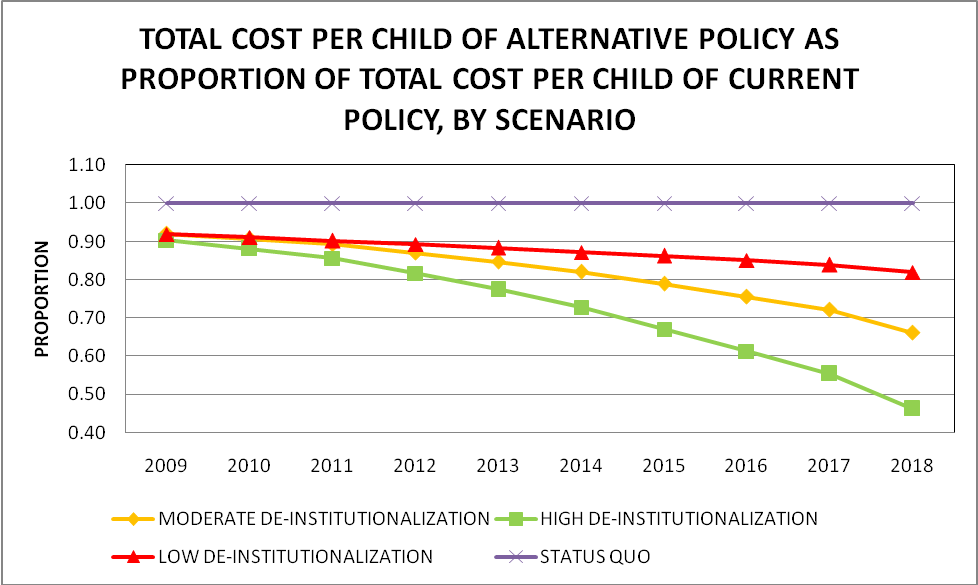 TOTAL COST PER CHILD OF ALTERNATIVE POLICY AS
PROPORTION OF TOTAL COST PER CHILD OF CURRENT
POLICY, BY SCENARIO
PROPORTION
1.10
1.00
0.90
0.80
0.70
0.60
0.50
0.40
2009 2010 2011 2012 2013 2014 2015 2016 2017 2018
MODERATE DE-INSTITUTIONALIZATION HIGH DE-INSTITUTIONALIZATION
LOW DE-INSTITUTIONALIZATION STATUS QUO